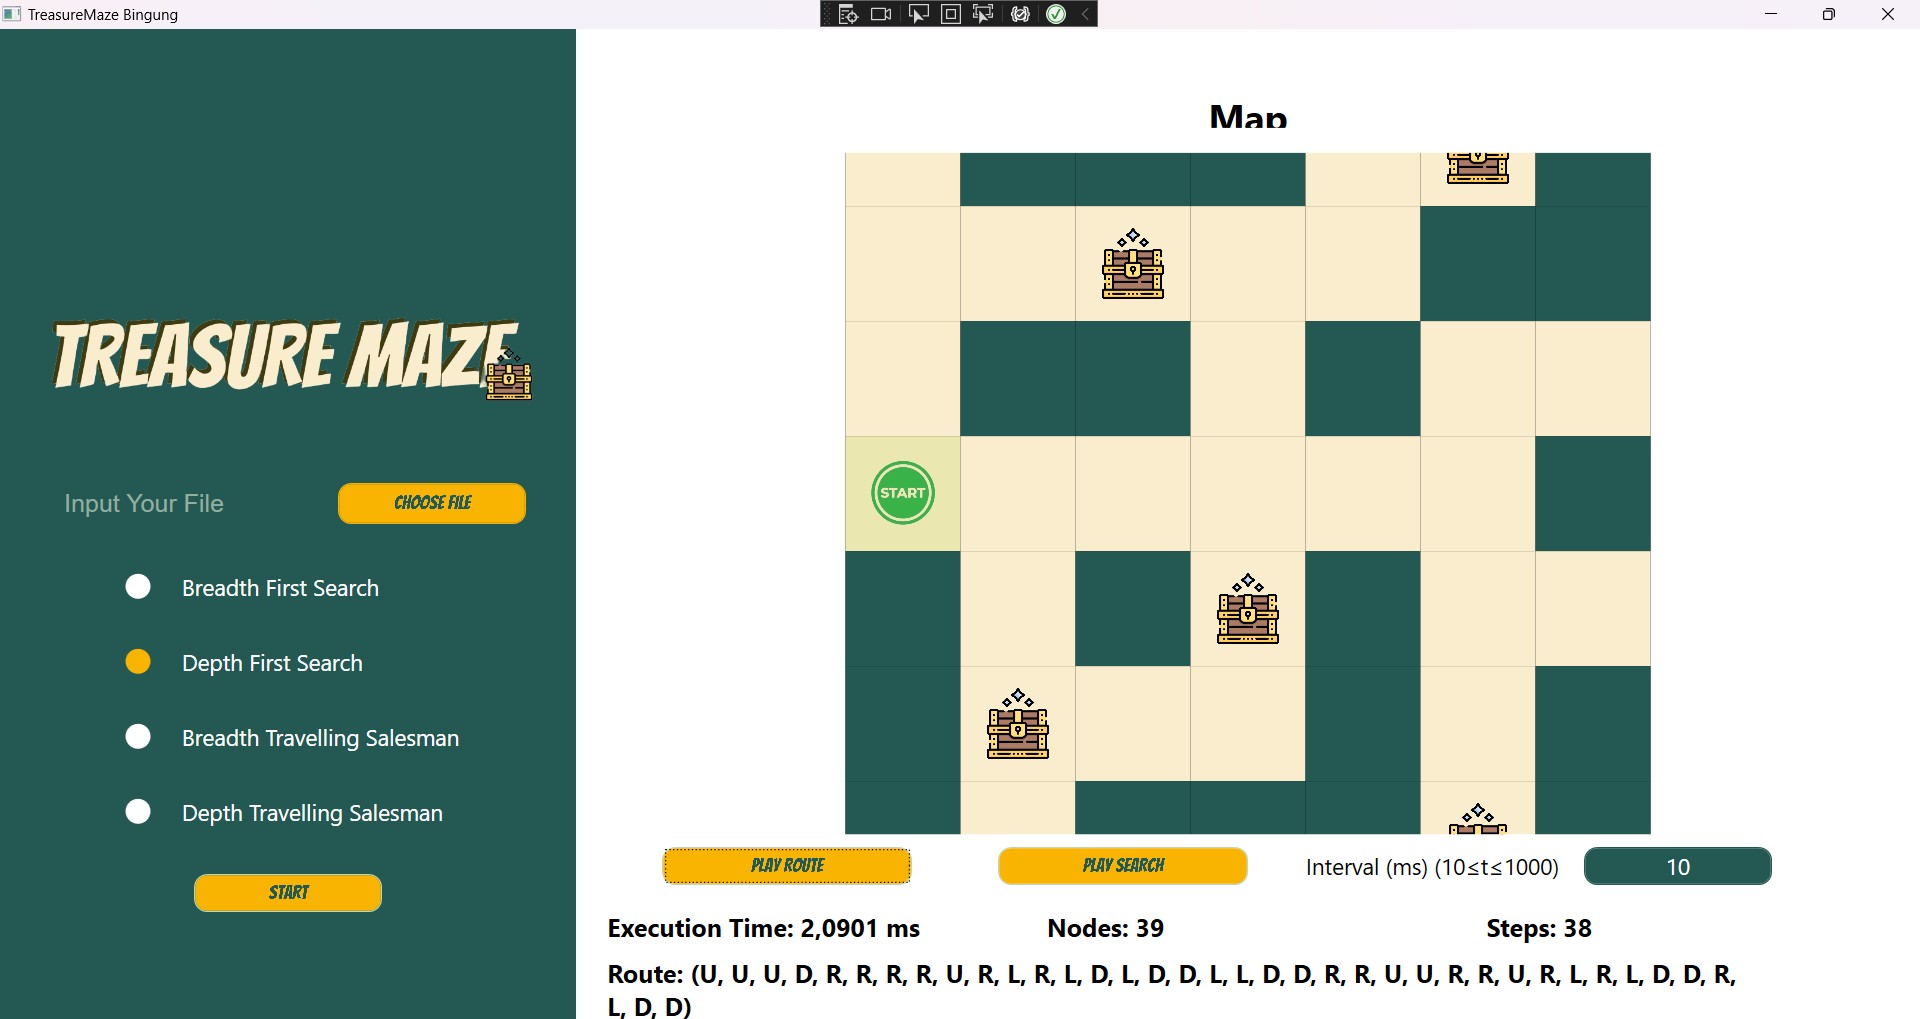 TreasureMaze Bingung
TREASURE MAZE
Input Your File
CHOOSE FILE
Breadth First Search
Depth First Search
Breadth Travelling Salesman
Depth Travelling Salesman
START
Map
START
PLAY ROUTE
PLAY SEARCH
Interval (ms) (10≤t≤1000)
10
Execution Time: 2,0901 ms
Nodes: 39
Steps: 38
Route: (U, U, U, D, R, R, R, R, U, R, L, R, L, D, L, D, D, L, L, D, D, R, R, U, U, R, R, U, R, L, R, L, D, D, R,
L, D, D)